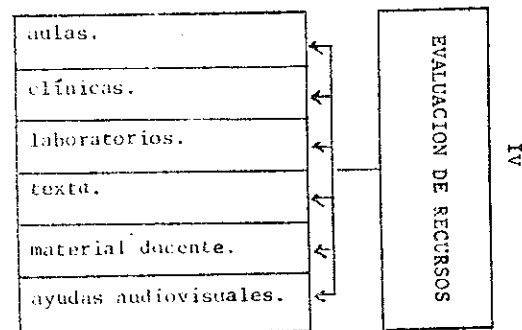 aulas.
clínicas.
laboratorios.
texto.
material docente.
ayudas audiovisuales.
EVALUACION DE RECURSOS
IV